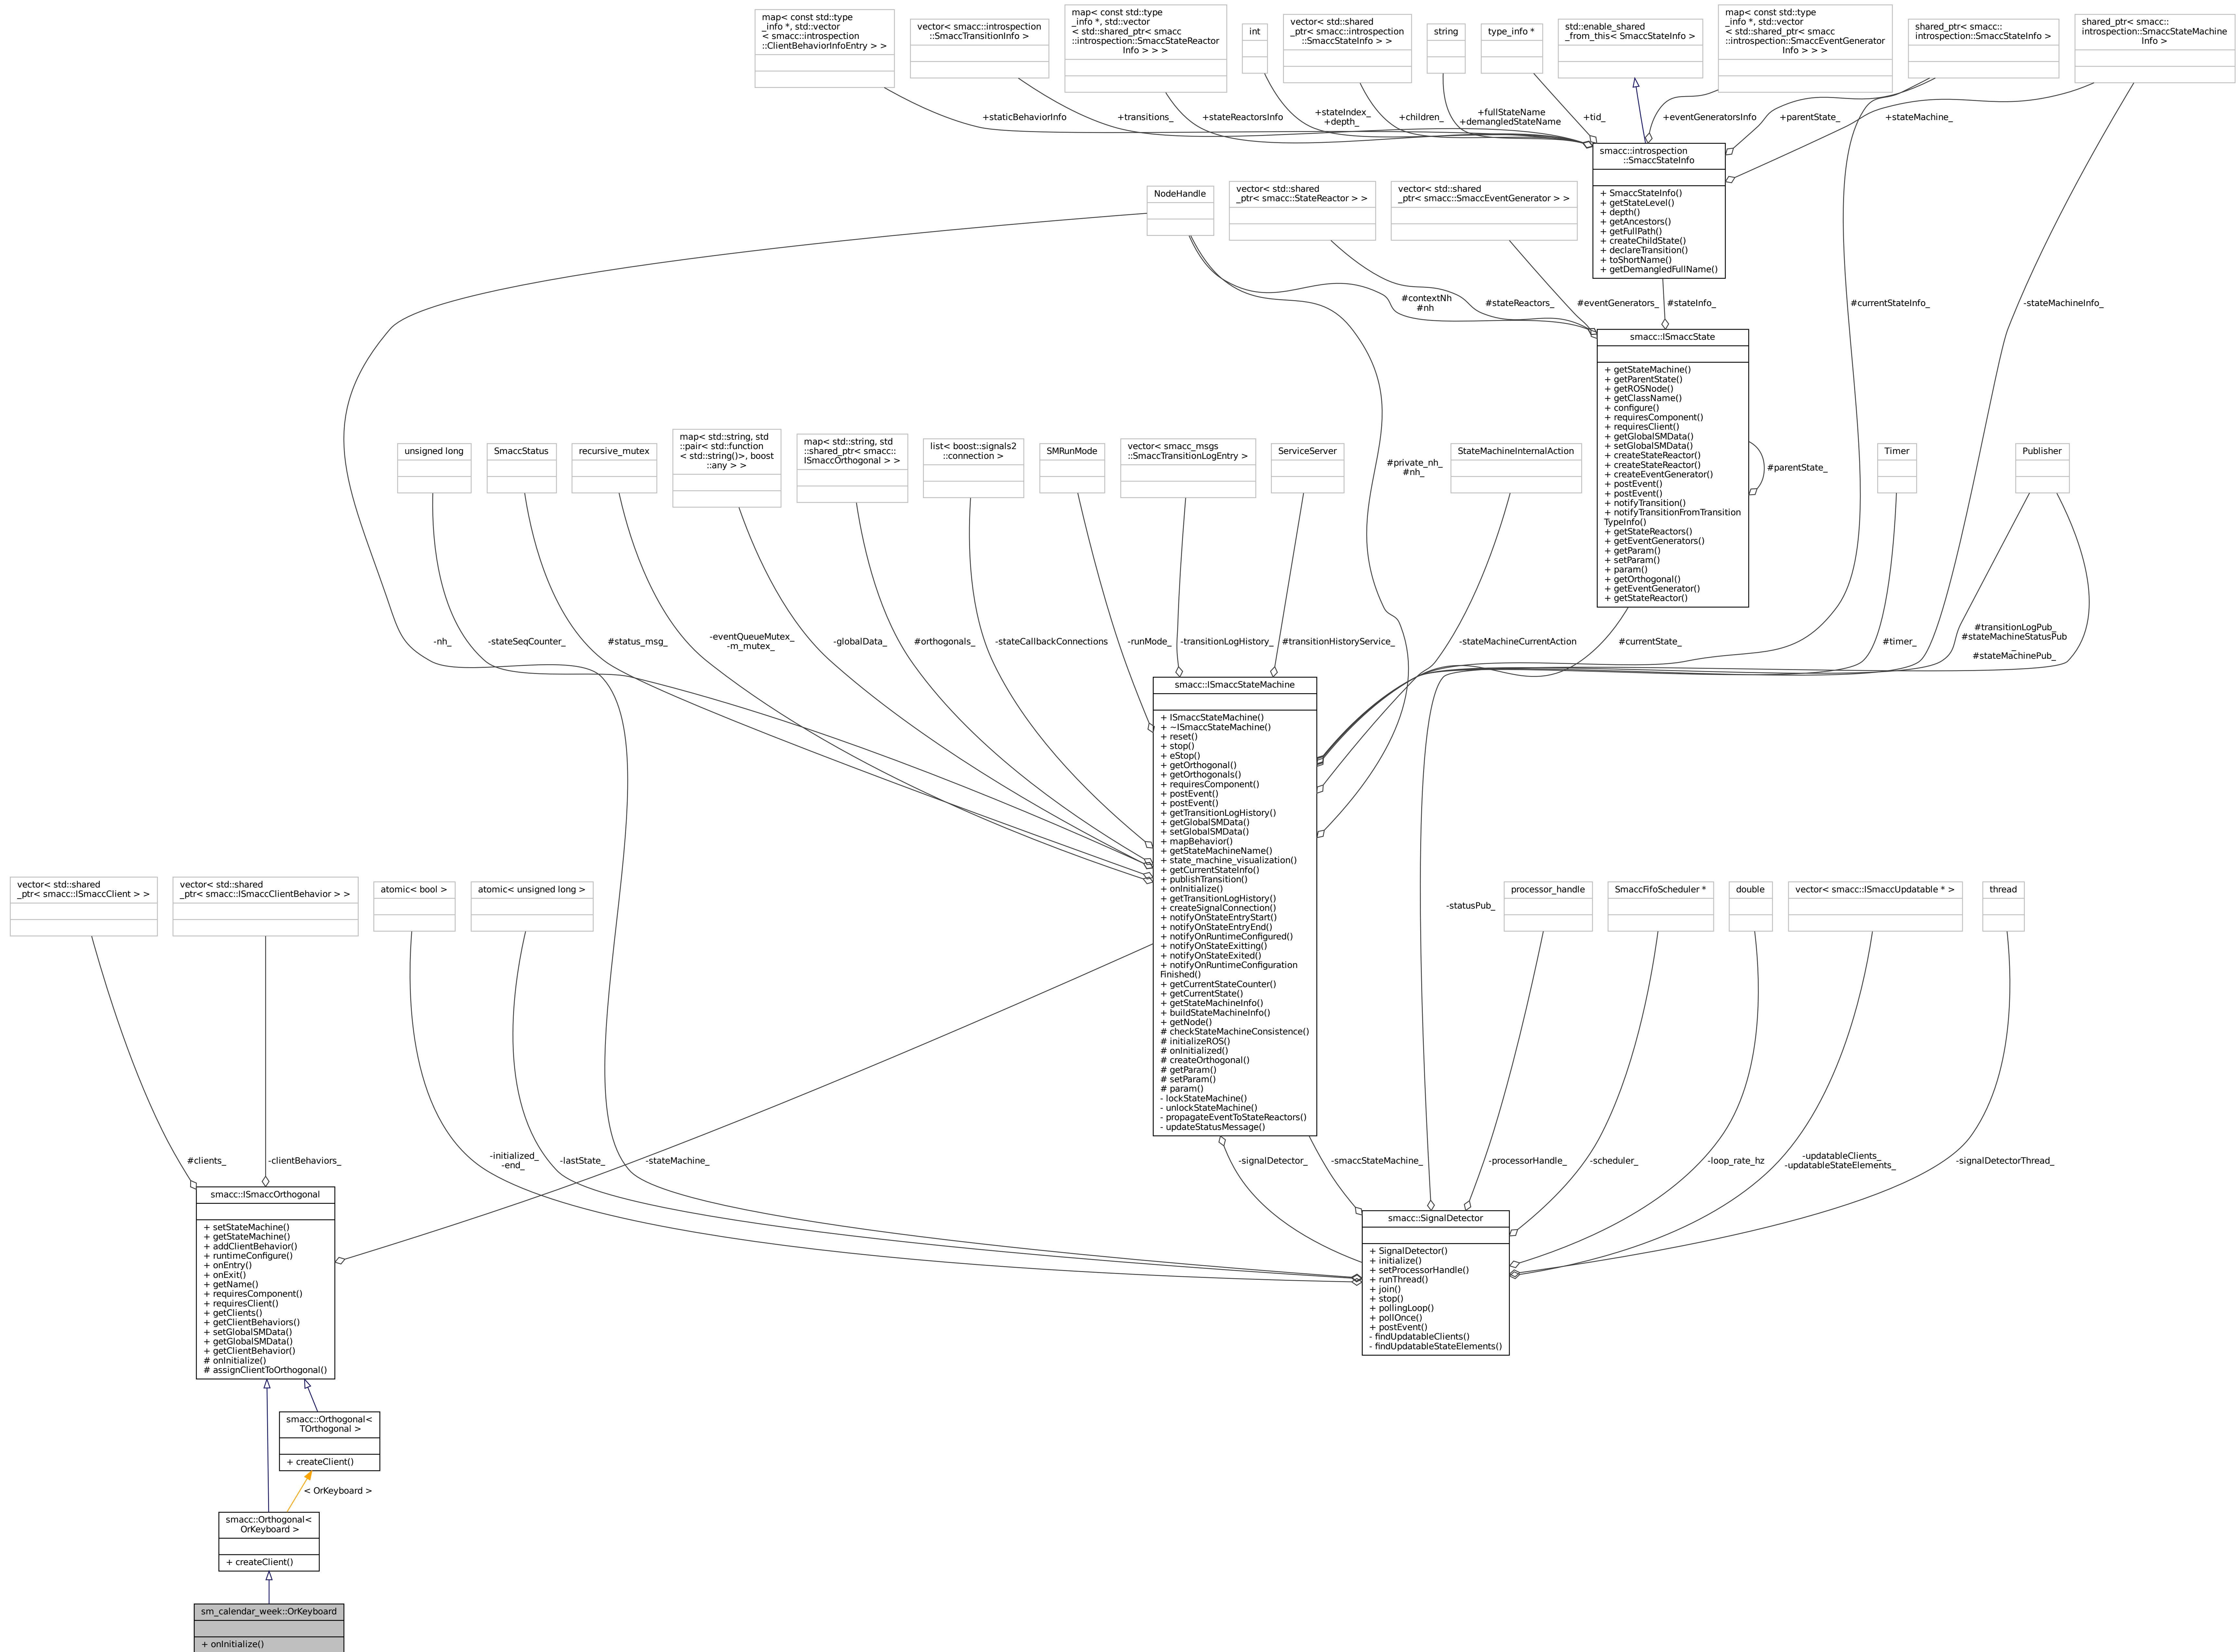 map< const std::type
_info *, std::vector
< smacc::introspection
::ClientBehaviorInfoEntry > >
vector< smacc::introspection
::SmaccTransitionInfo >
map< const std::type
_info *, std::vector
< std::shared_ptr< smacc
::introspection::SmaccStateReactor
Info > > >
int
vector< std::shared
_ptr< smacc::introspection
::SmaccStateInfo > >
string
type_info *
std::enable_shared
_from_this< SmaccStateInfo >
map< const std::type
_info *, std::vector
< std::shared_ptr< smacc
::introspection::SmaccEventGenerator
Info > > >
shared_ptr< smacc::
introspection::SmaccStateInfo >
shared_ptr< smacc::
introspection::SmaccStateMachine
Info >
+staticBehaviorInfo
+transitions_
+stateReactorsInfo
+stateIndex_
+depth_
+children_
+fullStateName
+demangledStateName
+tid_
+eventGeneratorsInfo
+parentState_
+stateMachine_
smacc::introspection
::SmaccStateInfo
+ SmaccStateInfo()
+ getStateLevel()
+ depth()
+ getAncestors()
+ getFullPath()
+ createChildState()
+ declareTransition()
+ toShortName()
+ getDemangledFullName()
NodeHandle
vector< std::shared
_ptr< smacc::StateReactor > >
vector< std::shared
_ptr< smacc::SmaccEventGenerator > >
#contextNh
#nh
#stateReactors_
#eventGenerators_
#stateInfo_
#currentStateInfo_
-stateMachineInfo_
smacc::ISmaccState
+ getStateMachine()
+ getParentState()
+ getROSNode()
+ getClassName()
+ configure()
+ requiresComponent()
+ requiresClient()
+ getGlobalSMData()
+ setGlobalSMData()
+ createStateReactor()
+ createStateReactor()
+ createEventGenerator()
+ postEvent()
+ postEvent()
+ notifyTransition()
+ notifyTransitionFromTransition
TypeInfo()
+ getStateReactors()
+ getEventGenerators()
+ getParam()
+ setParam()
+ param()
+ getOrthogonal()
+ getEventGenerator()
+ getStateReactor()
#parentState_
unsigned long
SmaccStatus
recursive_mutex
map< std::string, std
::pair< std::function
< std::string()>, boost
::any > >
map< std::string, std
::shared_ptr< smacc::
ISmaccOrthogonal > >
list< boost::signals2
::connection >
SMRunMode
vector< smacc_msgs
::SmaccTransitionLogEntry >
ServiceServer
#private_nh_
#nh_
StateMachineInternalAction
Timer
Publisher
-nh_
-stateSeqCounter_
#status_msg_
-eventQueueMutex_
-m_mutex_
-globalData_
#orthogonals_
-stateCallbackConnections
-runMode_
-transitionLogHistory_
#transitionHistoryService_
-stateMachineCurrentAction
#currentState_
#timer_
#transitionLogPub_
#stateMachineStatusPub
_
#stateMachinePub_
smacc::ISmaccStateMachine
+ ISmaccStateMachine()
+ ~ISmaccStateMachine()
+ reset()
+ stop()
+ eStop()
+ getOrthogonal()
+ getOrthogonals()
+ requiresComponent()
+ postEvent()
+ postEvent()
+ getTransitionLogHistory()
+ getGlobalSMData()
+ setGlobalSMData()
+ mapBehavior()
+ getStateMachineName()
+ state_machine_visualization()
+ getCurrentStateInfo()
+ publishTransition()
+ onInitialize()
+ getTransitionLogHistory()
+ createSignalConnection()
+ notifyOnStateEntryStart()
+ notifyOnStateEntryEnd()
+ notifyOnRuntimeConfigured()
+ notifyOnStateExitting()
+ notifyOnStateExited()
+ notifyOnRuntimeConfiguration
Finished()
+ getCurrentStateCounter()
+ getCurrentState()
+ getStateMachineInfo()
+ buildStateMachineInfo()
+ getNode()
# checkStateMachineConsistence()
# initializeROS()
# onInitialized()
# createOrthogonal()
# getParam()
# setParam()
# param()
- lockStateMachine()
- unlockStateMachine()
- propagateEventToStateReactors()
- updateStatusMessage()
vector< std::shared
_ptr< smacc::ISmaccClient > >
vector< std::shared
_ptr< smacc::ISmaccClientBehavior > >
atomic< bool >
atomic< unsigned long >
-statusPub_
processor_handle
SmaccFifoScheduler *
double
vector< smacc::ISmaccUpdatable * >
thread
#clients_
-clientBehaviors_
-initialized_
-end_
-lastState_
-stateMachine_
-signalDetector_
-smaccStateMachine_
-processorHandle_
-scheduler_
-loop_rate_hz
-updatableClients_
-updatableStateElements_
-signalDetectorThread_
smacc::ISmaccOrthogonal
+ setStateMachine()
+ getStateMachine()
+ addClientBehavior()
+ runtimeConfigure()
+ onEntry()
+ onExit()
+ getName()
+ requiresComponent()
+ requiresClient()
+ getClients()
+ getClientBehaviors()
+ setGlobalSMData()
+ getGlobalSMData()
+ getClientBehavior()
# onInitialize()
# assignClientToOrthogonal()
smacc::SignalDetector
+ SignalDetector()
+ initialize()
+ setProcessorHandle()
+ runThread()
+ join()
+ stop()
+ pollingLoop()
+ pollOnce()
+ postEvent()
- findUpdatableClients()
- findUpdatableStateElements()
smacc::Orthogonal<
TOrthogonal >
+ createClient()
< OrKeyboard >
smacc::Orthogonal<
OrKeyboard >
+ createClient()
sm_calendar_week::OrKeyboard
+ onInitialize()